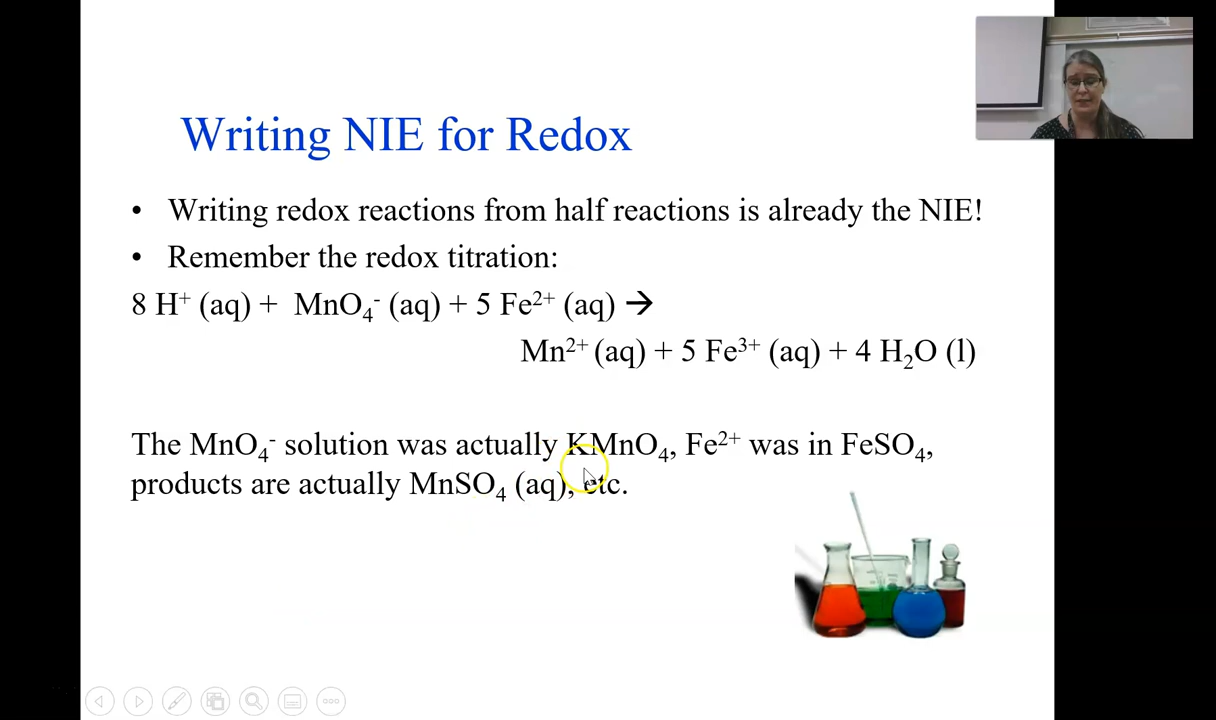 Writing NIE for Redox
• Writing redox reactions from half reactions is already the NIE!
• Remember the redox titration:
8 H⁺ (aq) + MnO₄⁻ (aq) + 5 Fe²⁺ (aq) →
Mn²⁺ (aq) + 5 Fe³⁺ (aq) + 4 H₂O (l)
The MnO₄⁻ solution was actually KMnO₄, Fe²⁺ was in FeSO₄,
products are actually MnSO₄ (aq), etc.